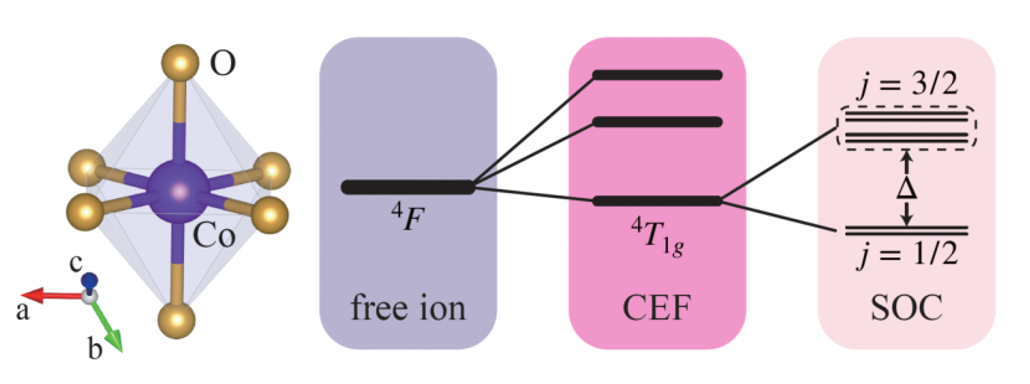 O
Co
c
a
b
⁴F
free ion
⁴T₁g
CEF
j = 3/2
Δ
j = 1/2
SOC